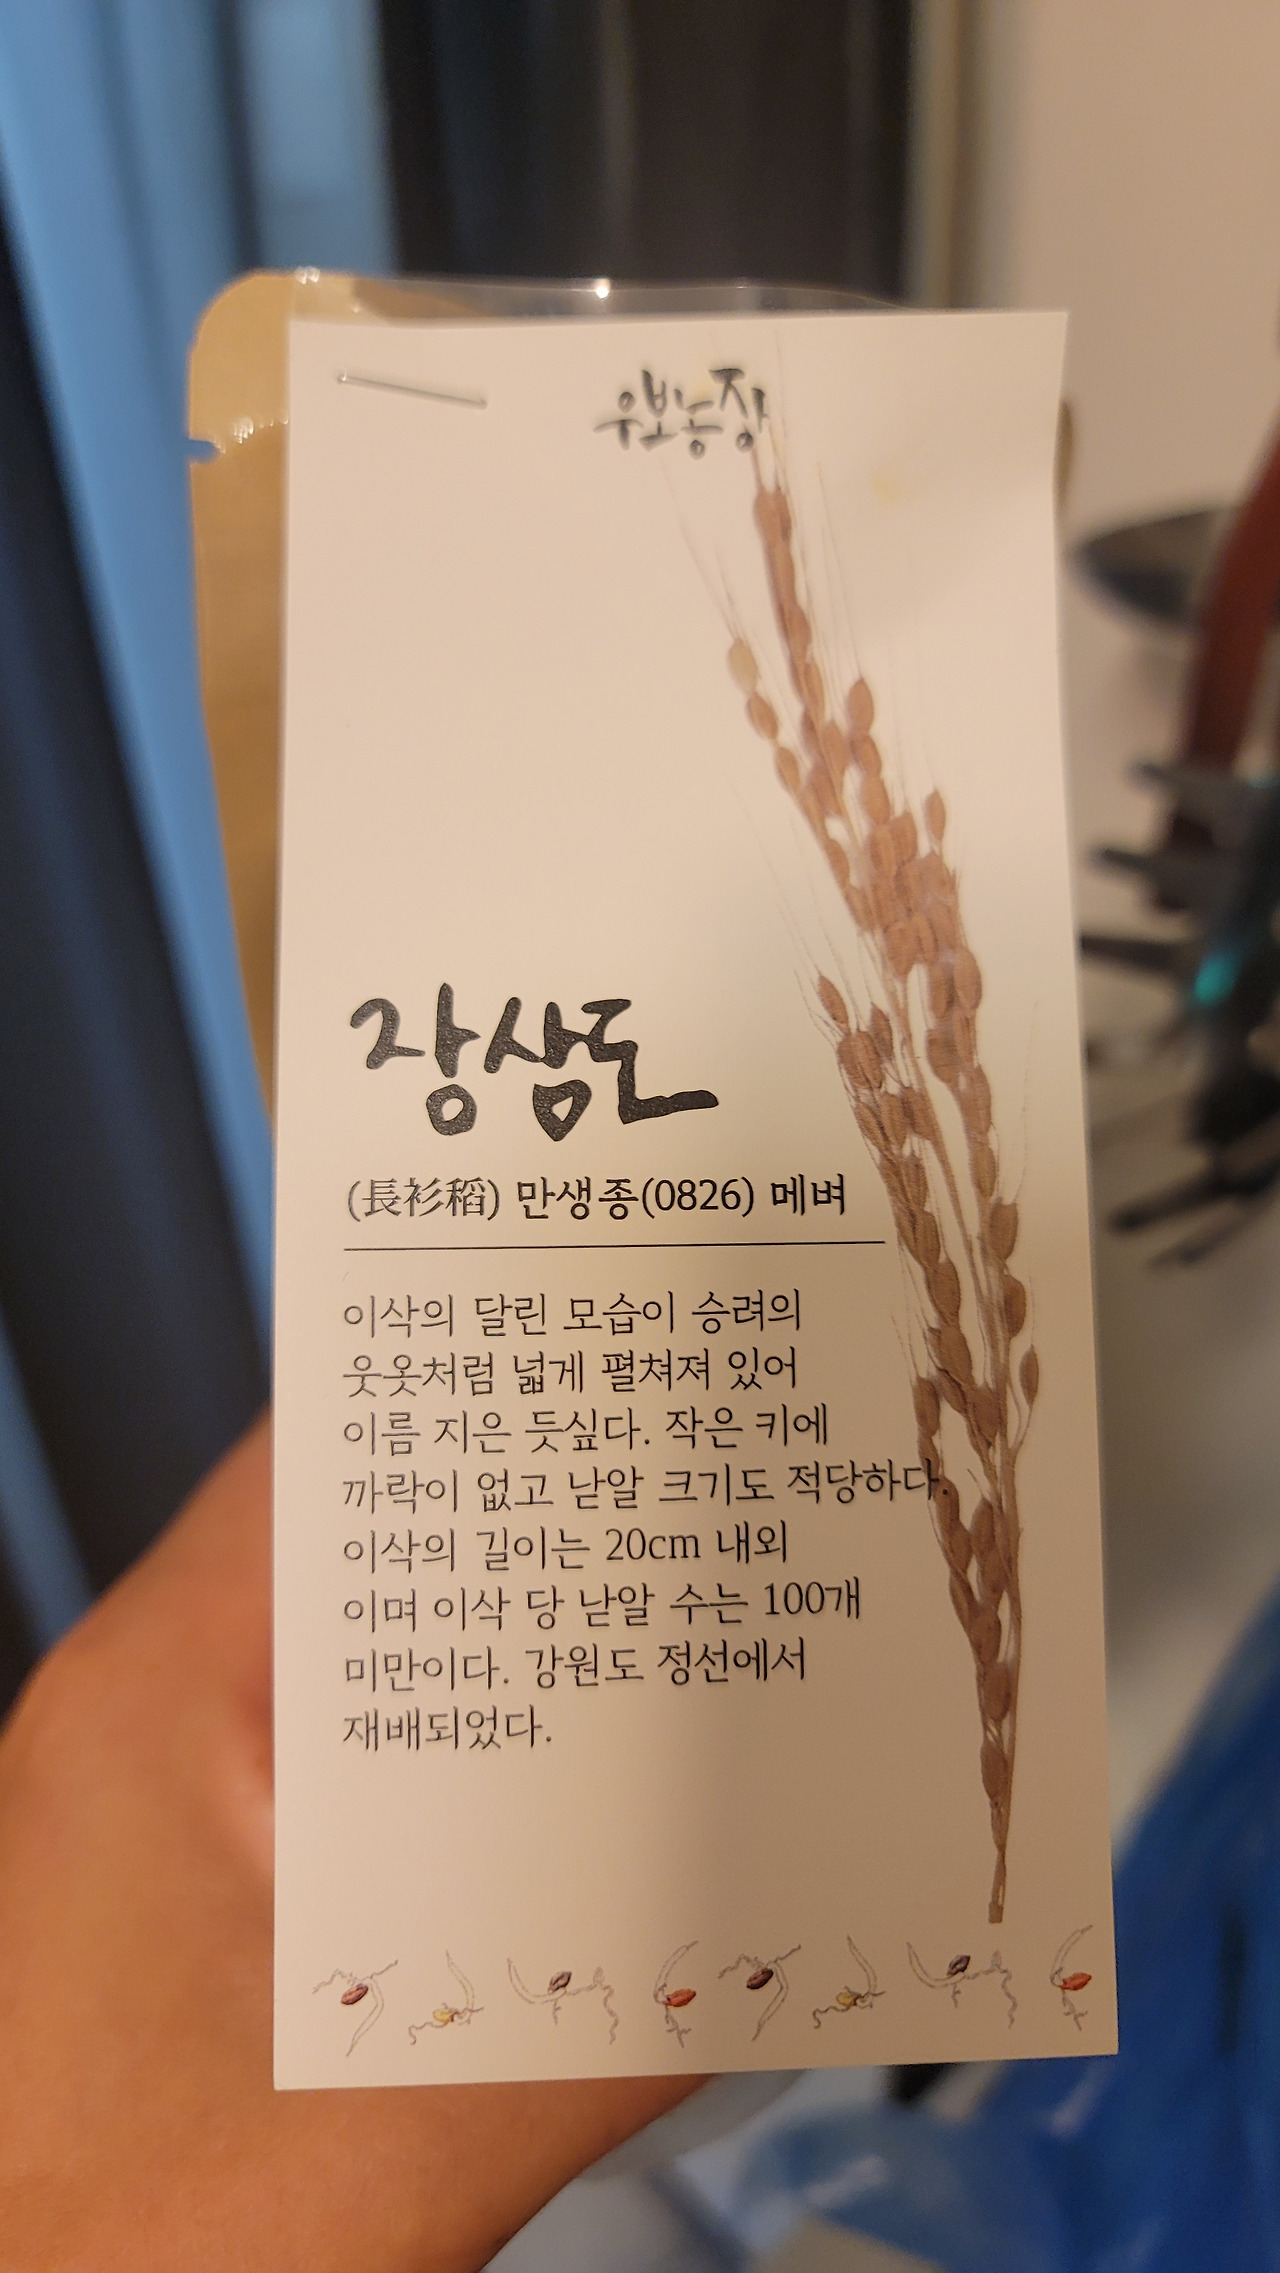 우보농장
장삼도
(長衫稻) 만생종(0826) 메벼
이삭의 달린 모습이 승려의
웃옷처럼 넓게 펼쳐져 있어
이름 지은 듯싶다. 작은 키에
까락이 없고 낱알 크기도 적당하다.
이삭의 길이는 20cm 내외
이며 이삭 당 낱알 수는 100개
미만이다. 강원도 정선에서
재배되었다.